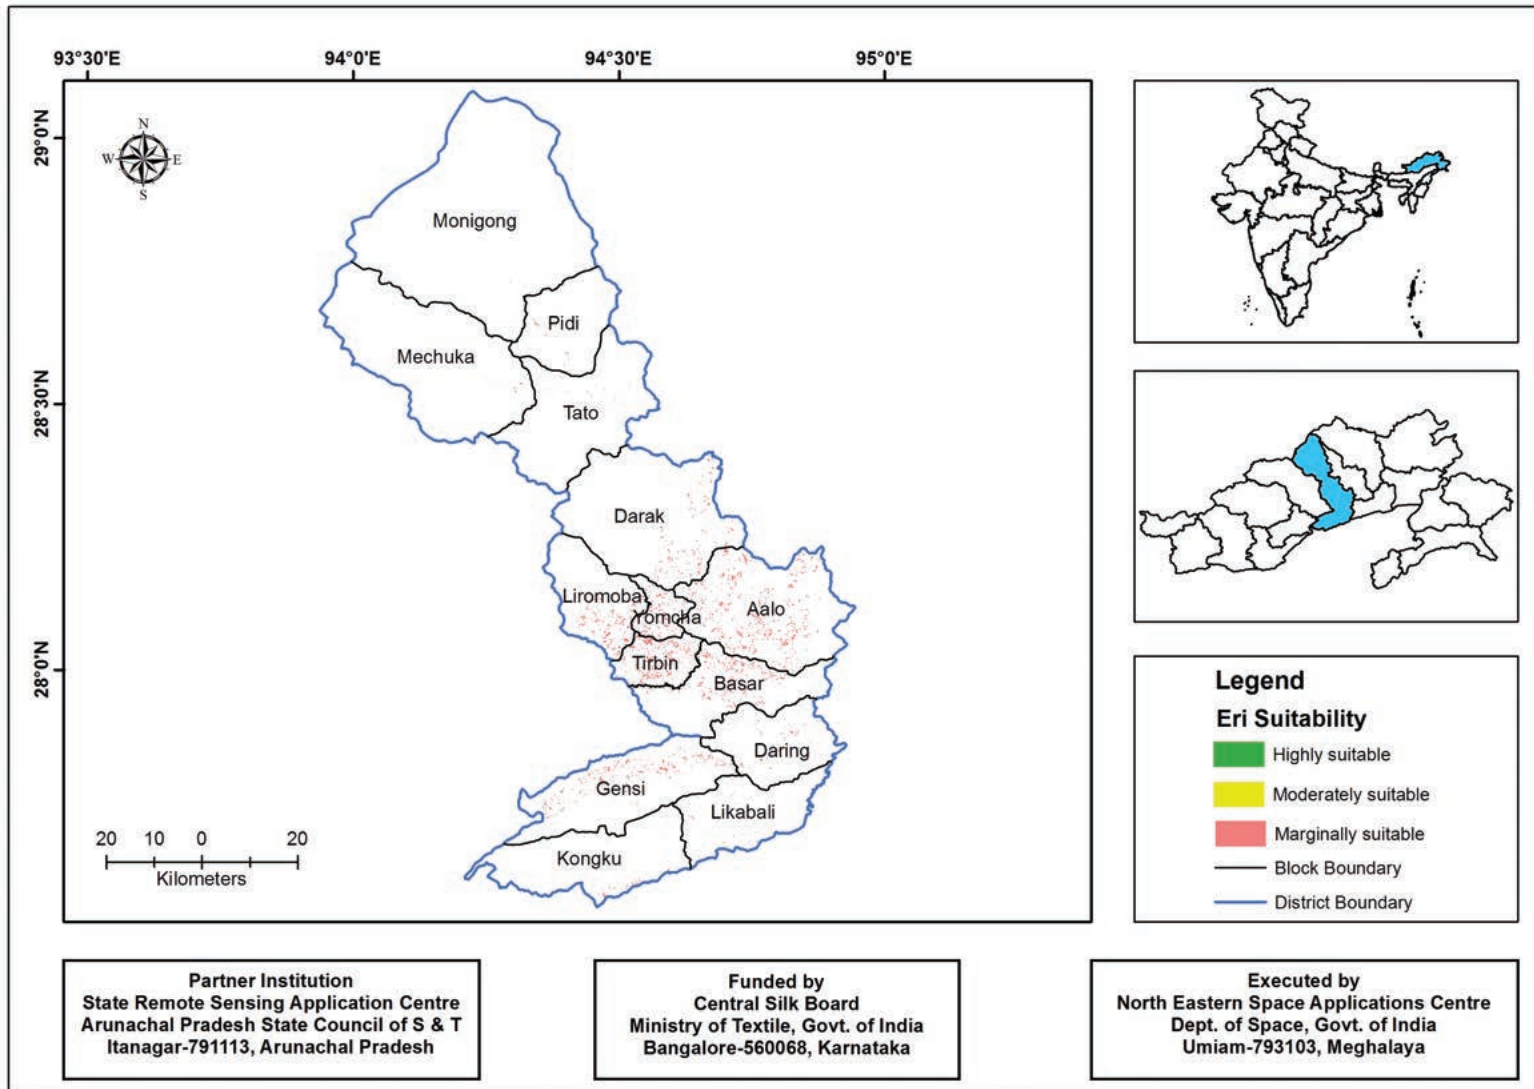 93°30'E
94°0'E
94°30'E
95°0'E
29°0'N
28°30'N
28°0'N
N
W
E
S
Monigong
Pidi
Mechuka
Tato
Darak
Liromoba
Yomcha
Aalo
Tirbin
Basar
Daring
Gensi
Likabali
Kongku
20 10 0 20
Kilometers
Legend
Eri Suitability
Highly suitable
Moderately suitable
Marginally suitable
Block Boundary
District Boundary
Partner Institution
State Remote Sensing Application Centre
Arunachal Pradesh State Council of S & T
Itanagar-791113, Arunachal Pradesh
Funded by
Central Silk Board
Ministry of Textile, Govt. of India
Bangalore-560068, Karnataka
Executed by
North Eastern Space Applications Centre
Dept. of Space, Govt. of India
Umiam-793103, Meghalaya